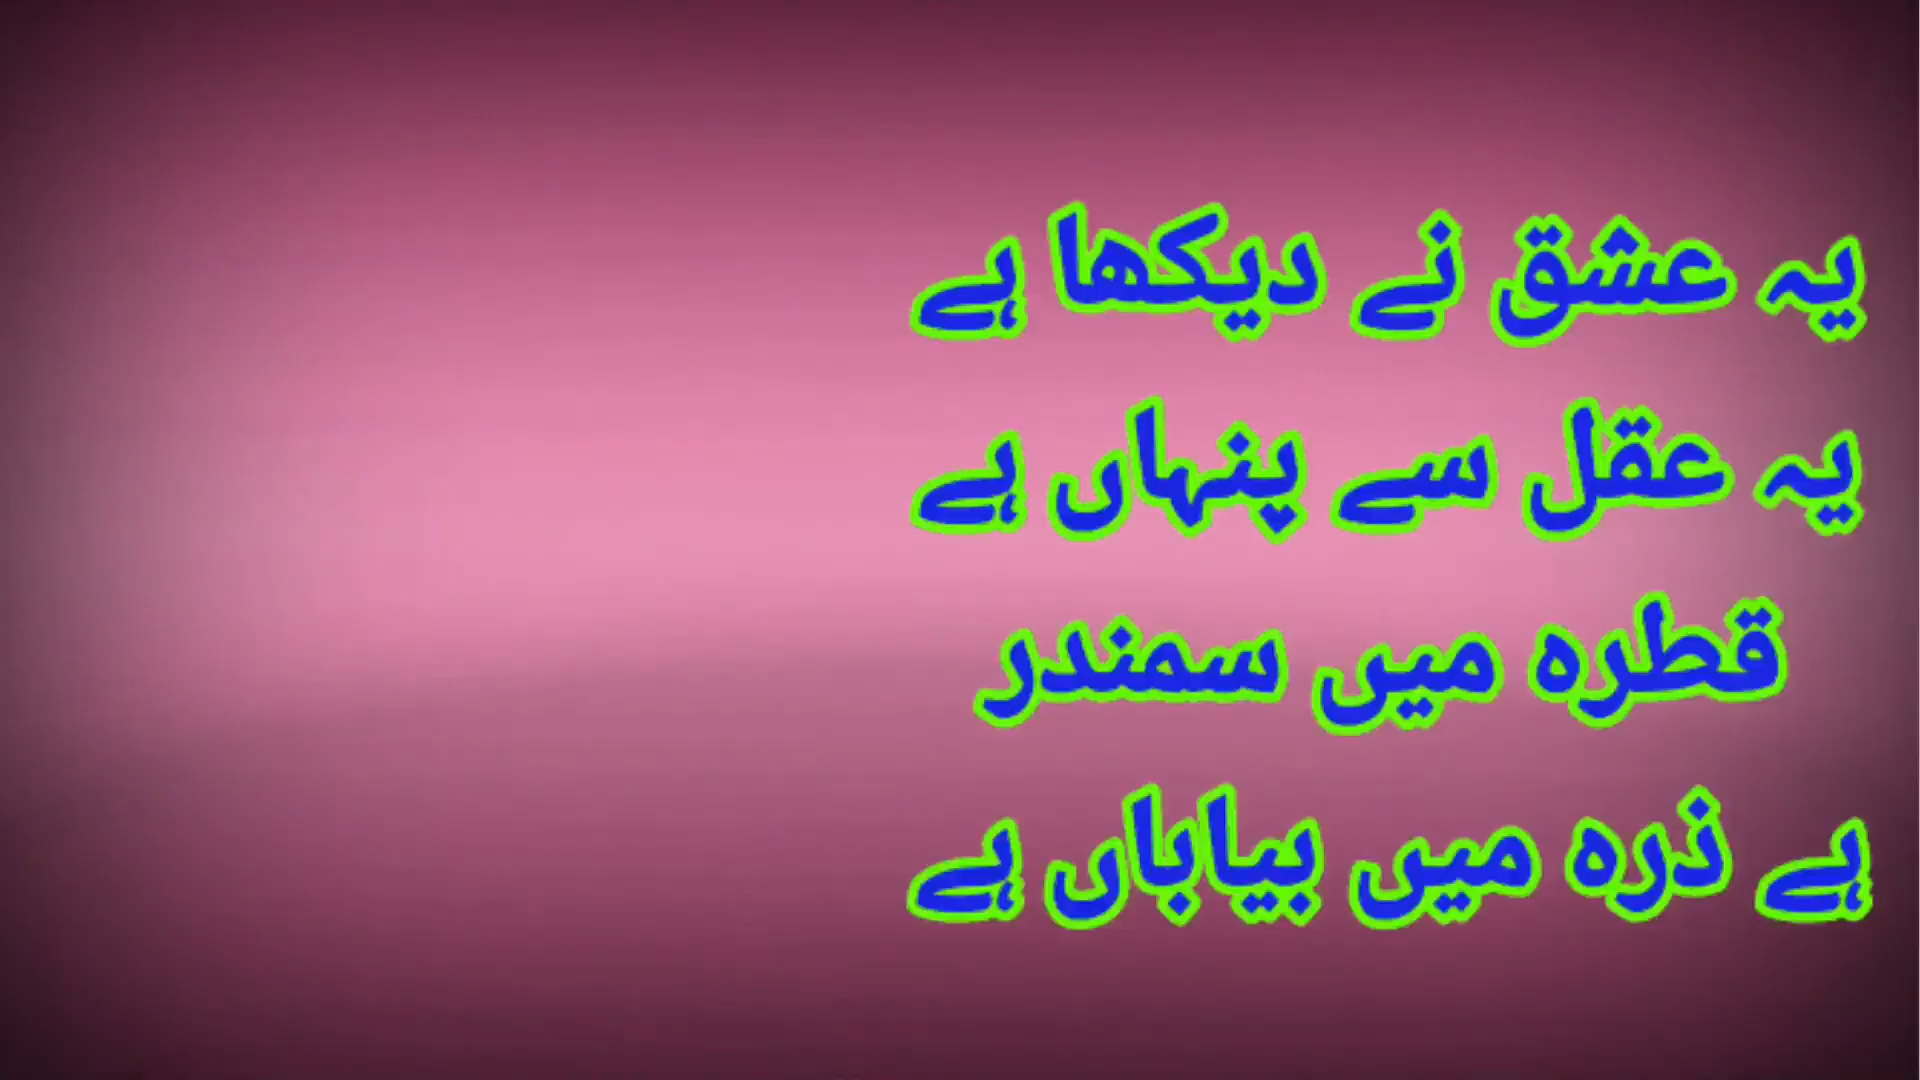 یہ عشق نے دیکھا ہے
یہ عقل سے پنہاں ہے
قطرہ میں سمندر
ہے ذرہ میں بیاباں ہے